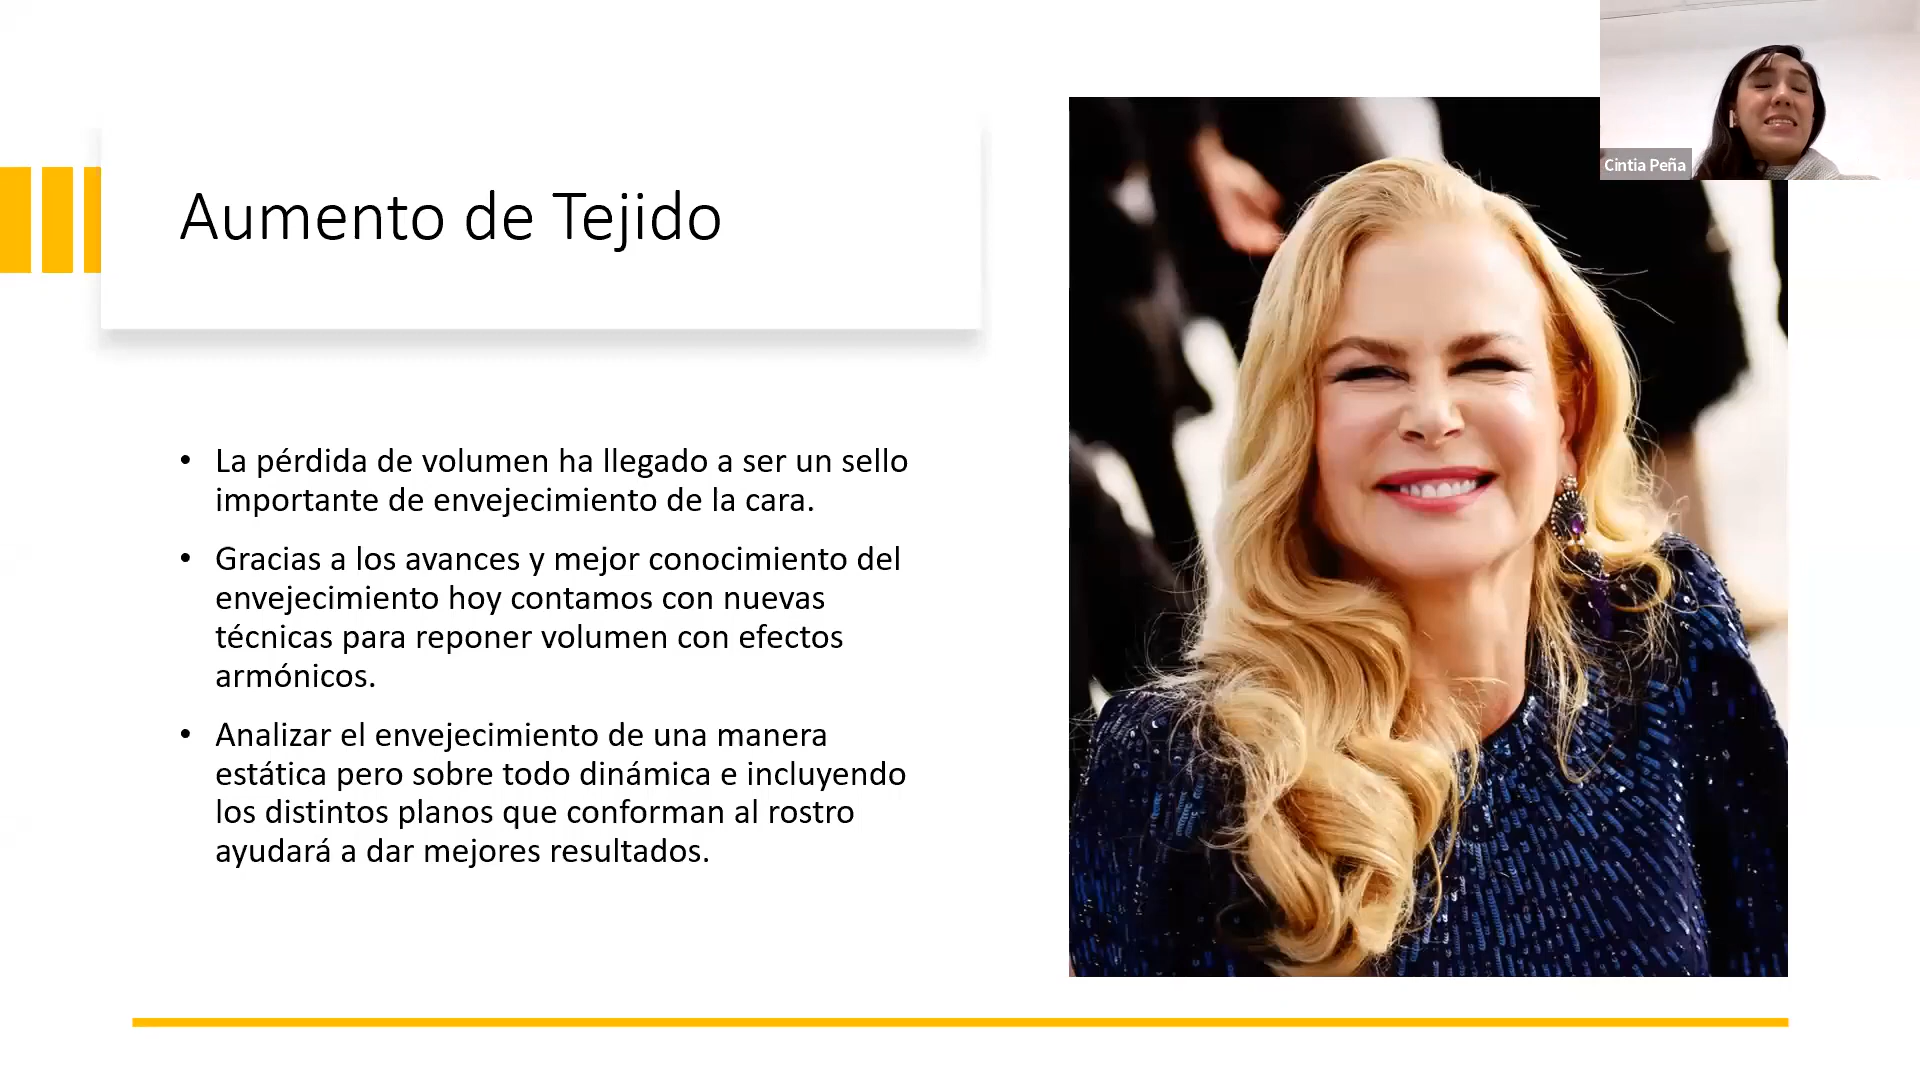 Cintia Peña
Aumento de Tejido
• La pérdida de volumen ha llegado a ser un sello
importante de envejecimiento de la cara.
• Gracias a los avances y mejor conocimiento del
envejecimiento hoy contamos con nuevas
técnicas para reponer volumen con efectos
armónicos.
• Analizar el envejecimiento de una manera
estática pero sobre todo dinámica e incluyendo
los distintos planos que conforman al rostro
ayudará a dar mejores resultados.